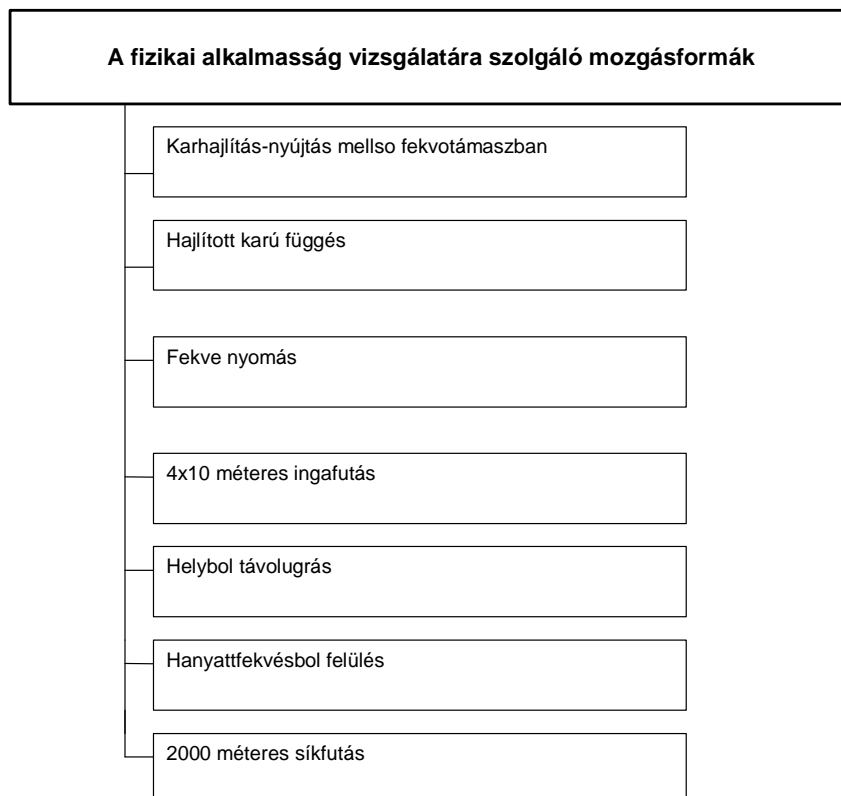 A fizikai alkalmasság vizsgálatára szolgáló mozgásformák
Karhajlítás-nyújtás mellso fekvotámaszban
Hajlított karú függés
Fekve nyomás
4x10 méteres ingafutás
Helybol távolugrás
Hanyattfekvésbol felülés
2000 méteres síkfutás